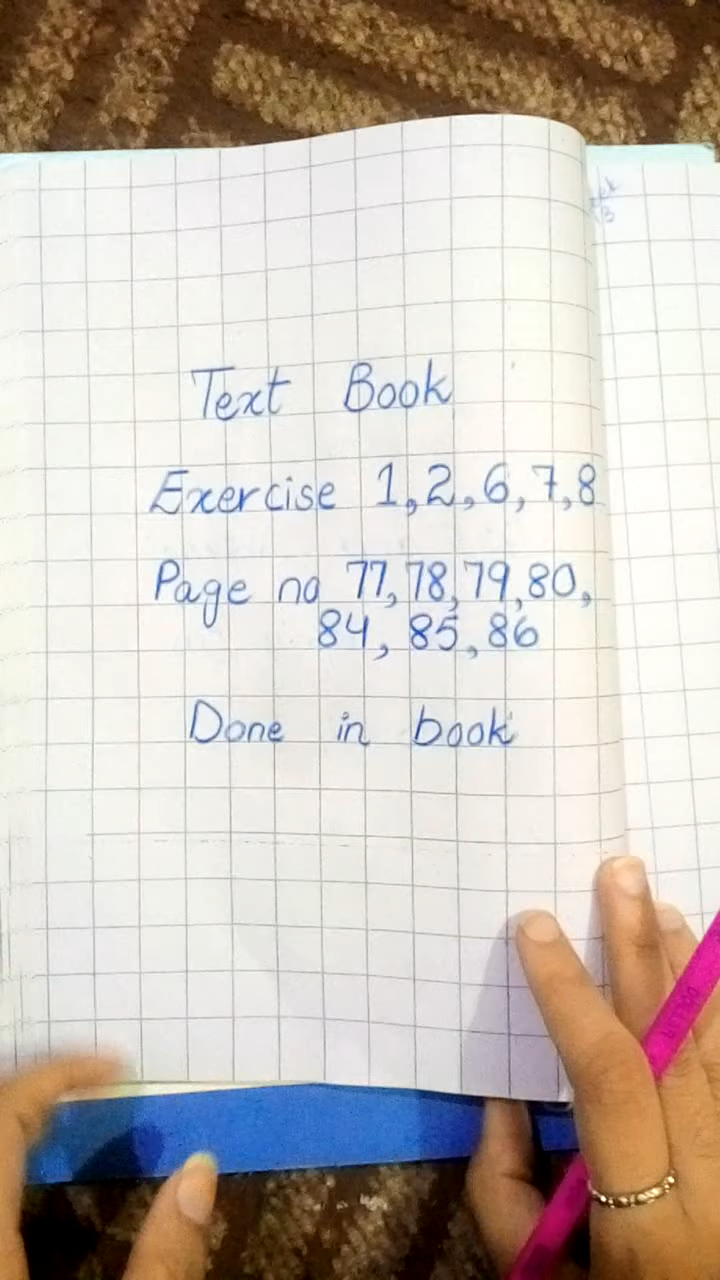 Text Book
Exercise 1,2,6,7,8
Page no 77,78,79,80,
84, 85,86
Done in book